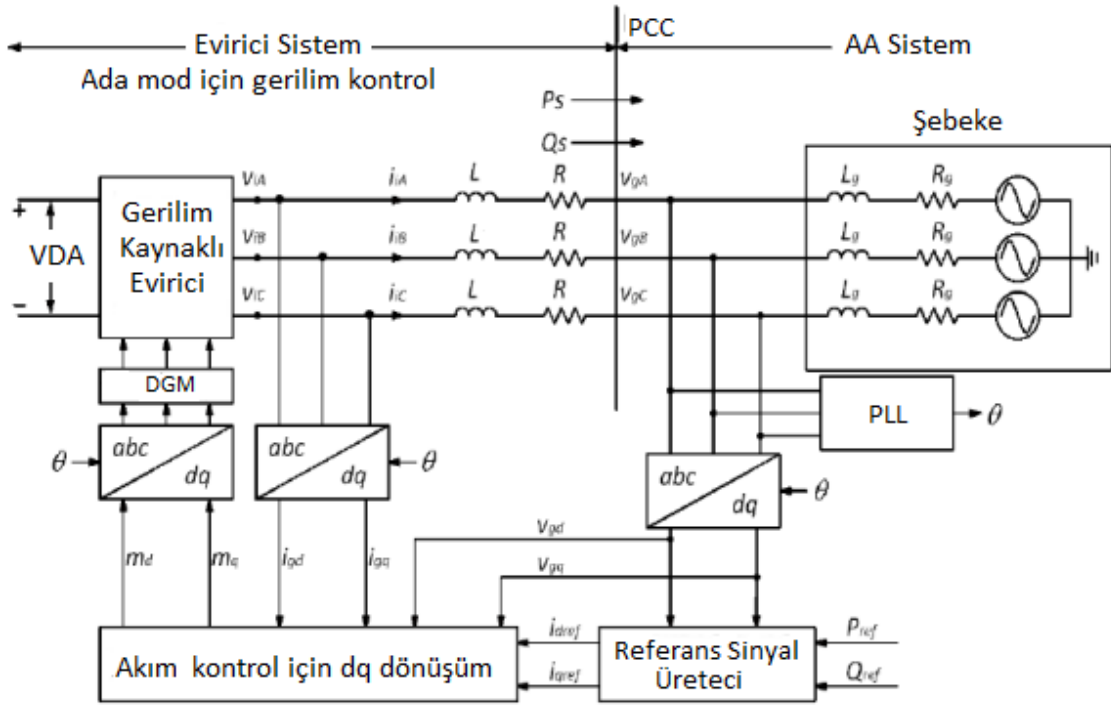 Evirici Sistem
PCC
AA Sistem
Ada mod için gerilim kontrol
Ps
Qs
Şebeke
+
VDA
−
Gerilim
Kaynaklı
Evirici
ViA
iiA
L
R
VgA
Lg
Rg
ViB
iiB
L
R
VgB
Lg
Rg
ViC
iiC
L
R
VgC
Lg
Rg
DGM
PLL
θ
θ
abc
dq
abc
dq
θ
abc
dq
θ
md
mq
igd
igq
Vgd
Vgq
Akım kontrol için dq dönüşüm
idref
iqref
Referans Sinyal
Üreteci
Pref
Qref